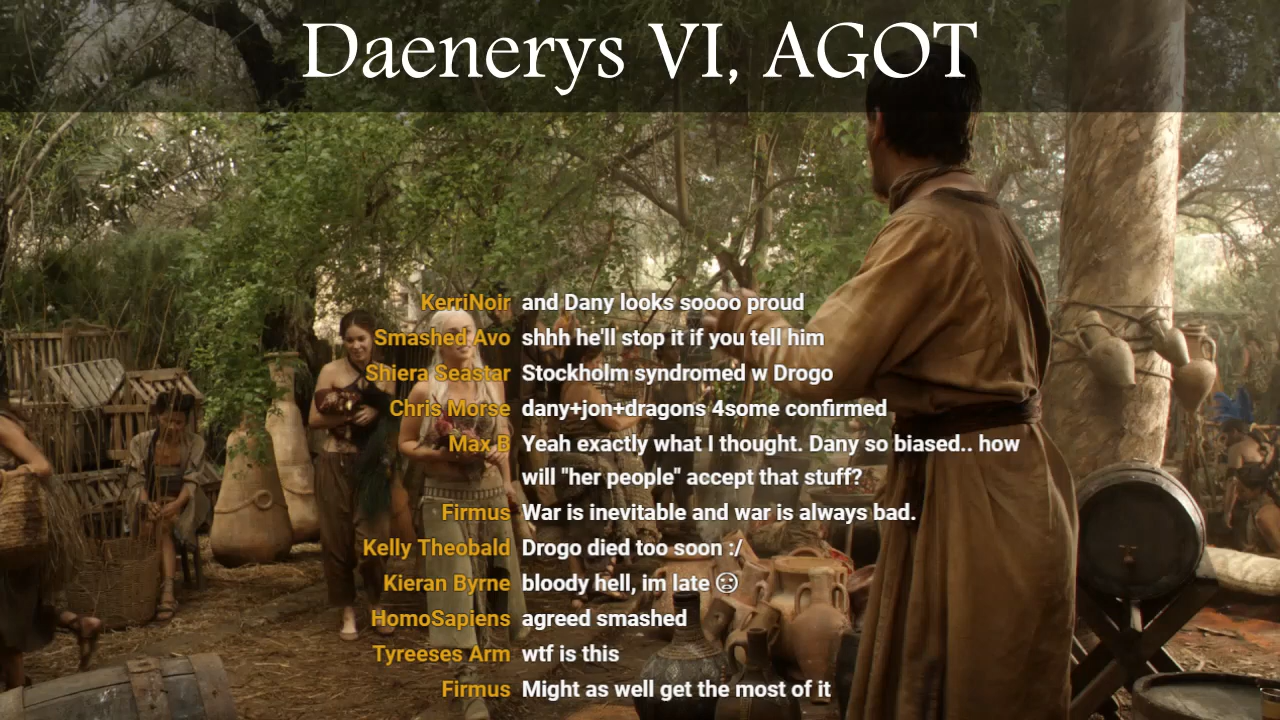 Daenerys VI, AGOT
KerriNoir and Dany looks soooo proud
Smashed Avo shhh he'll stop it if you tell him
Shiera Seastar Stockholm syndromed w Drogo
Chris Morse dany+jon+dragons 4some confirmed
Max B Yeah exactly what I thought. Dany so biased.. how
will "her people" accept that stuff?
Firmus War is inevitable and war is always bad.
Kelly Theobald Drogo died too soon :/
Kieran Byrne bloody hell, im late ☹
HomoSapiens agreed smashed
Tyreeses Arm wtf is this
Firmus Might as well get the most of it